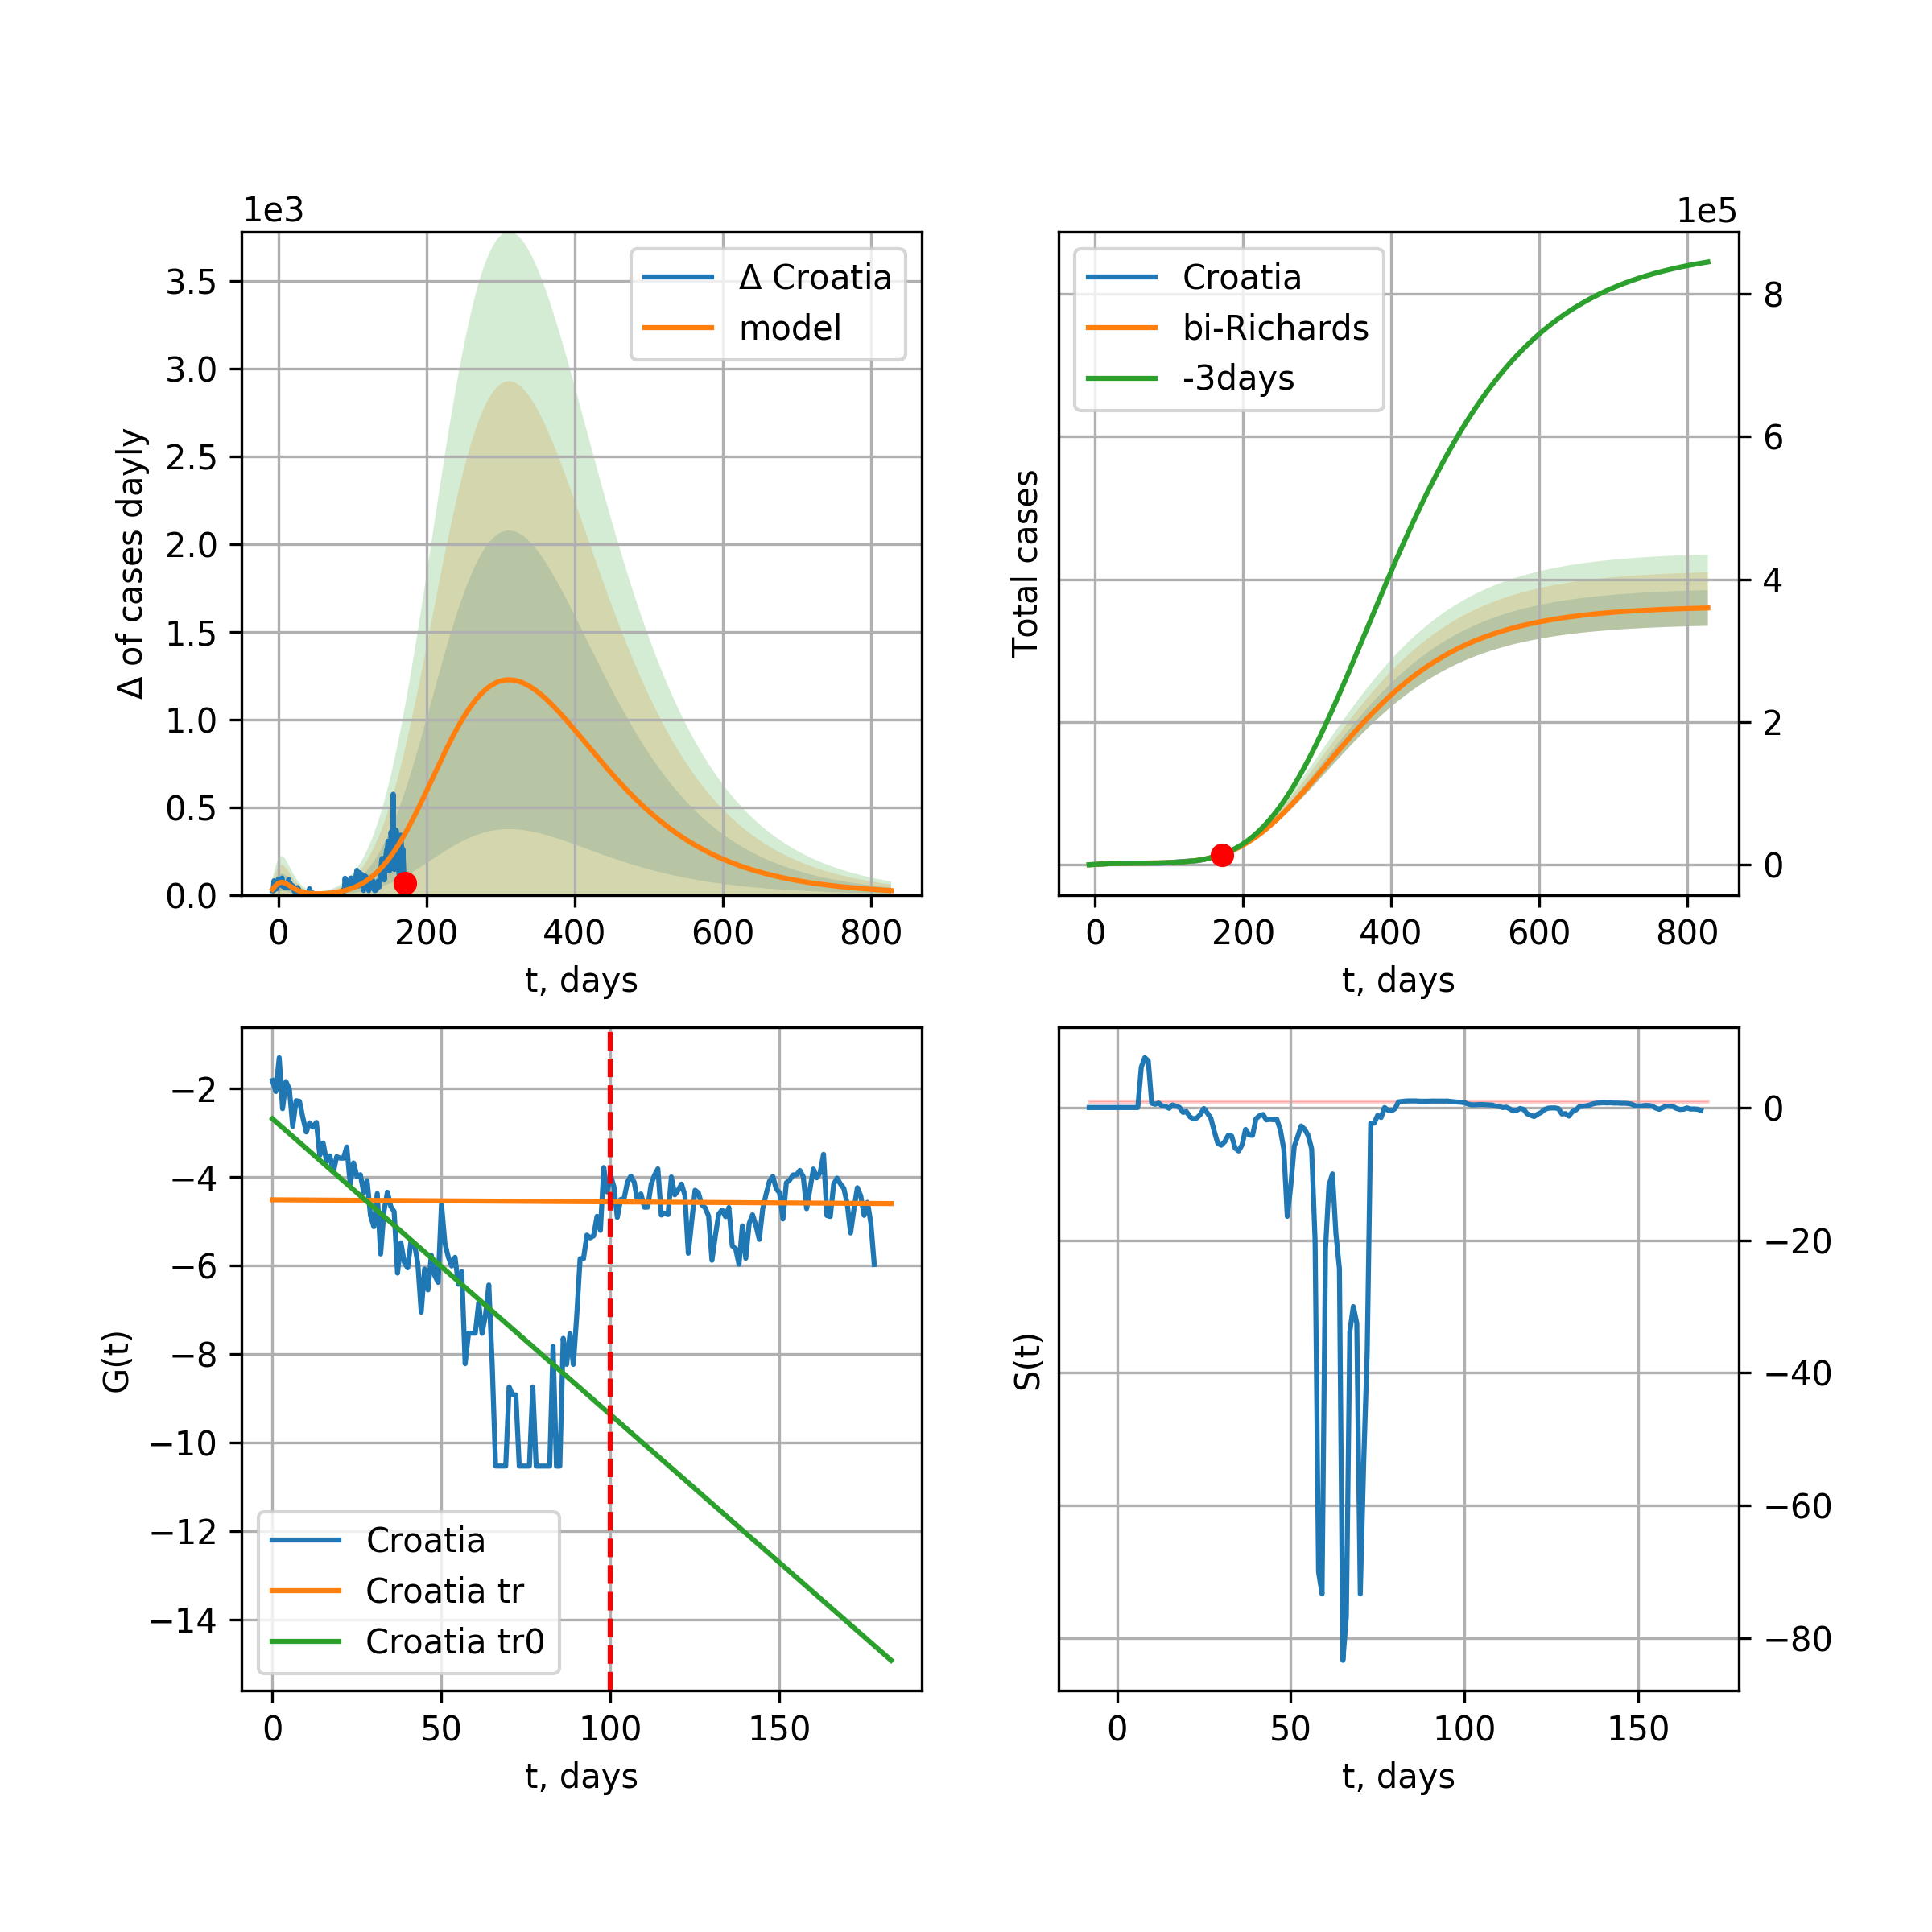 1e3
Δ of cases dayly
3.5
3.0
2.5
2.0
1.5
1.0
0.5
0.0
0 200 400 600 800
t, days
Δ Croatia
model
1e5
Total cases
8
6
4
2
0
0 200 400 600 800
t, days
Croatia
bi-Richards
-3days
G(t)
−2
−4
−6
−8
−10
−12
−14
0 50 100 150
t, days
Croatia
Croatia tr
Croatia tr0
S(t)
0
−20
−40
−60
−80
0 50 100 150
t, days